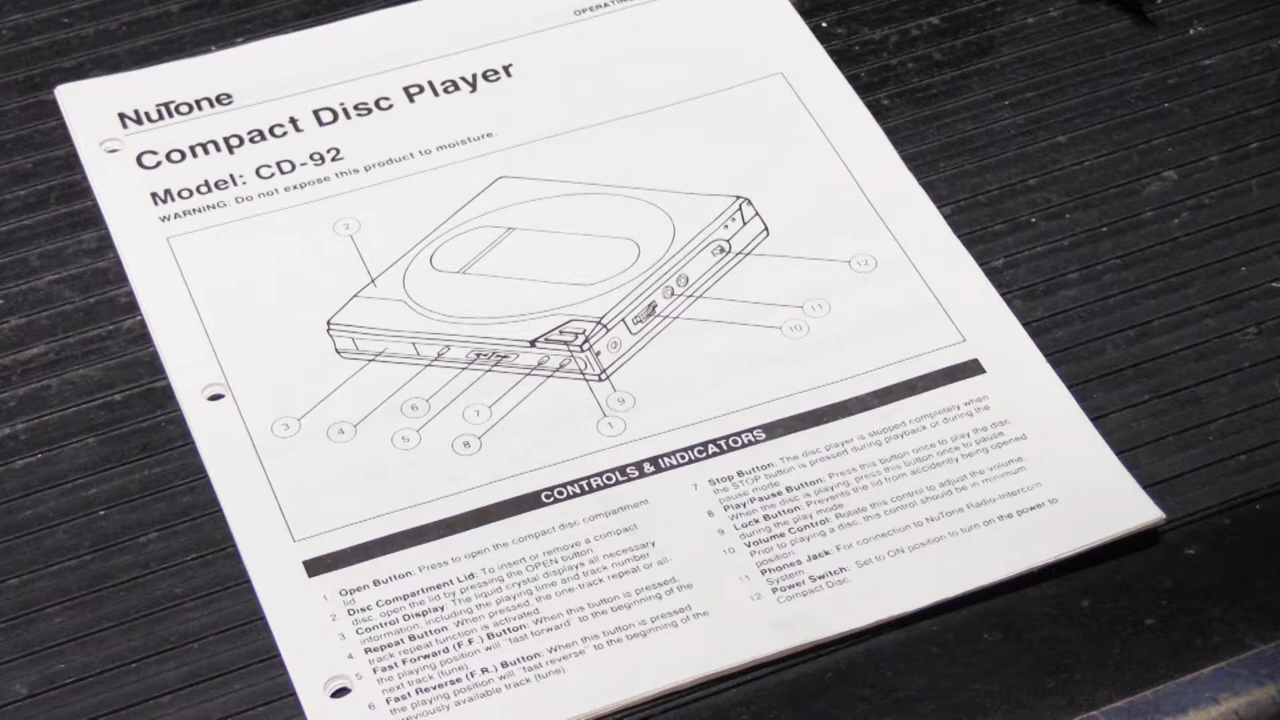 OPERATING
NuTone
Compact Disc Player
Model: CD-92
WARNING: Do not expose this product to moisture.
2
12
11
10
3
4
6
5
7
8
9
1
CONTROLS & INDICATORS
1. Open Button: Press to open the compact disc compartment
lid
2. Disc Compartment Lid: To insert or remove a compact
disc, open the lid by pressing the OPEN button
3. Control Display: The liquid crystal displays all necessary
information, including the playing time and track number
4. Repeat Button: When pressed, the one-track repeat or all-
track repeat function is activated.
5 Fast Forward (F.F.) Button: When this button is pressed,
the playing position will "fast forward" to the beginning of the
next track (tune).
6 Fast Reverse (F.R.) Button: When this button is pressed
the playing position will "fast reverse" to the beginning of the
previously available track (tune).
7 Stop Button: The disc player is stopped completely when
the STOP button is pressed during playback or during the
pause mode
8 Play/Pause Button: Press this button once to play the disc.
When the disc is playing, press this button once to pause
9 Lock Button: Prevents the lid from accidently being opened
during the play mode
10 Volume Control: Rotate this control to adjust the volume
Prior to playing a disc, this control should be in minimum
position.
11 Phones Jack: For connection to NuTone Radio-Intercom
System
12 Power Switch: Set to ON position to turn on the power to
Compact Disc.